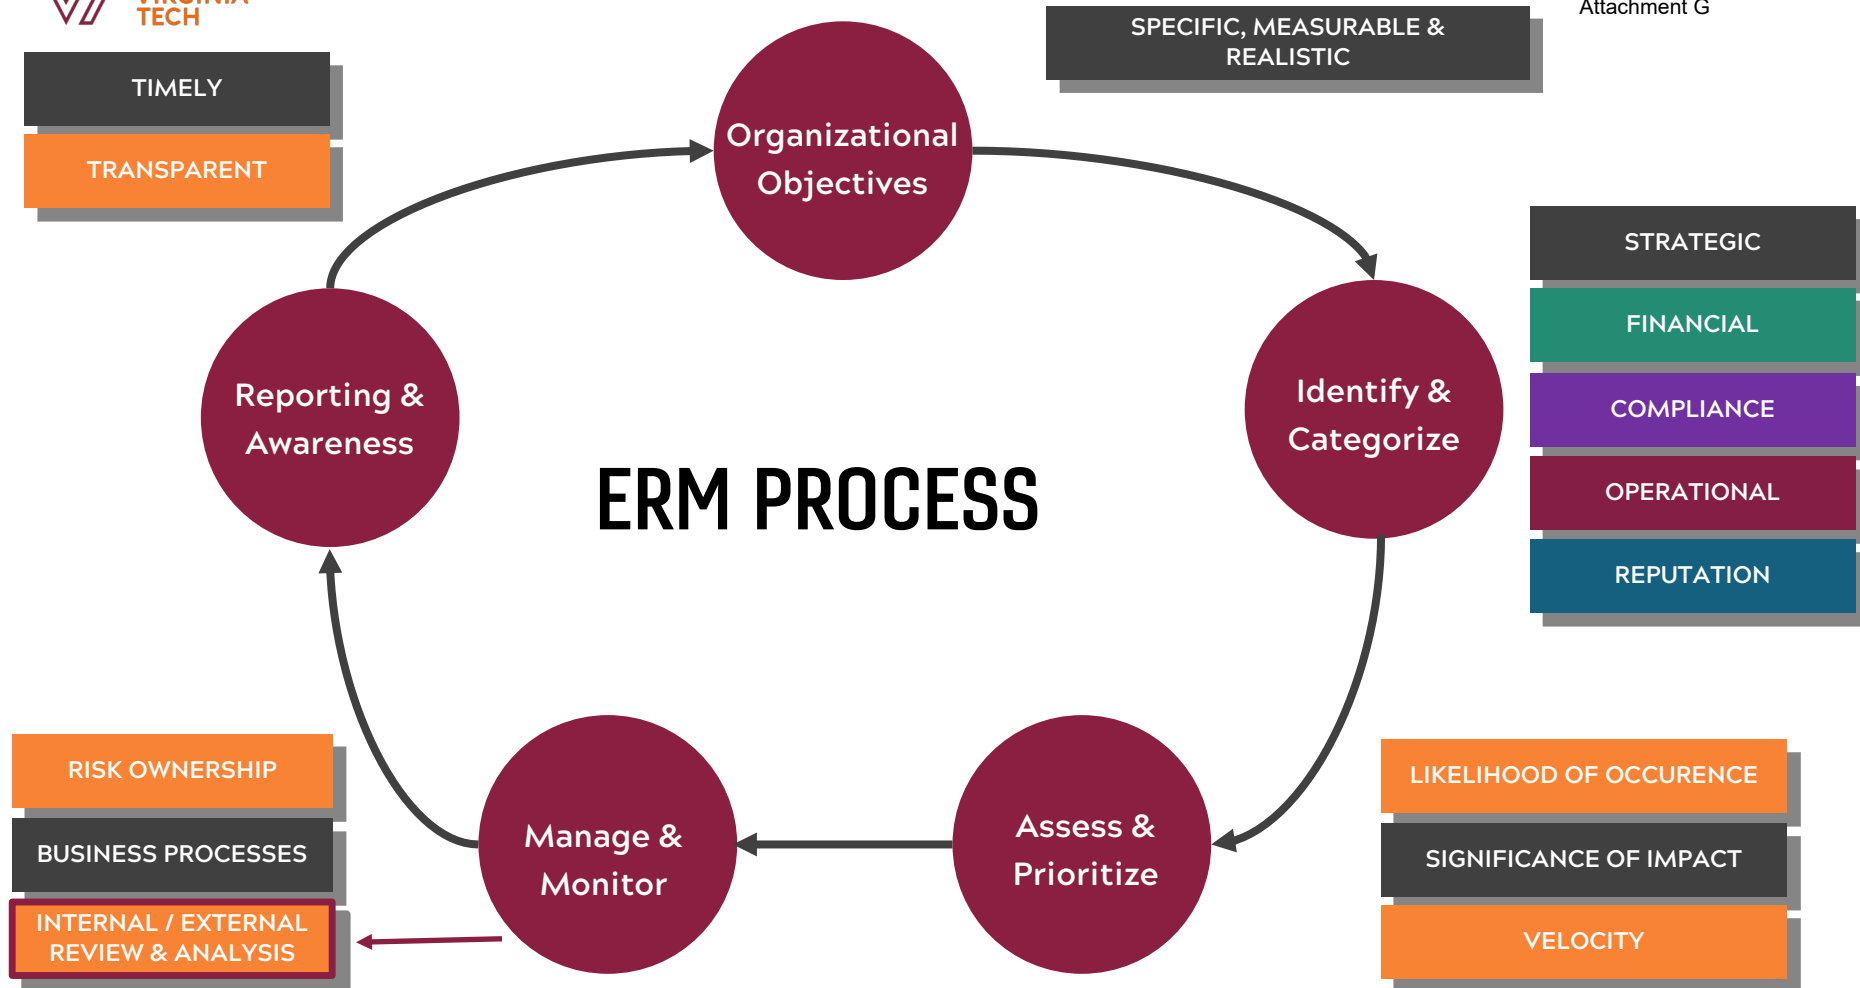 VIRGINIA
TECH
Attachment G
SPECIFIC, MEASURABLE &
REALISTIC
TIMELY
TRANSPARENT
Organizational
Objectives
STRATEGIC
FINANCIAL
COMPLIANCE
OPERATIONAL
REPUTATION
Identify &
Categorize
Reporting &
Awareness
ERM PROCESS
RISK OWNERSHIP
BUSINESS PROCESSES
INTERNAL / EXTERNAL
REVIEW & ANALYSIS
Manage &
Monitor
Assess &
Prioritize
LIKELIHOOD OF OCCURENCE
SIGNIFICANCE OF IMPACT
VELOCITY